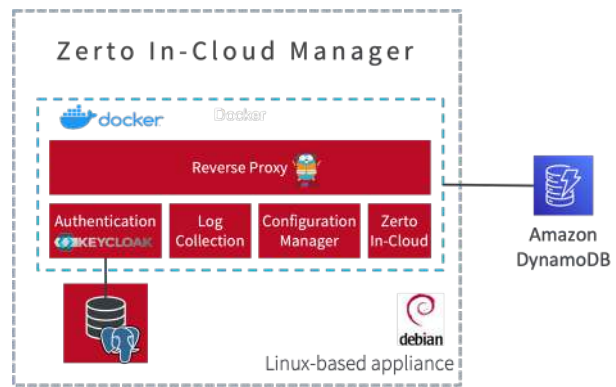 Zerto In-Cloud Manager
docker
Docker
Reverse Proxy
Authentication
KEYCLOAK
Log
Collection
Configuration
Manager
Zerto
In-Cloud
Amazon
DynamoDB
debian
Linux-based appliance